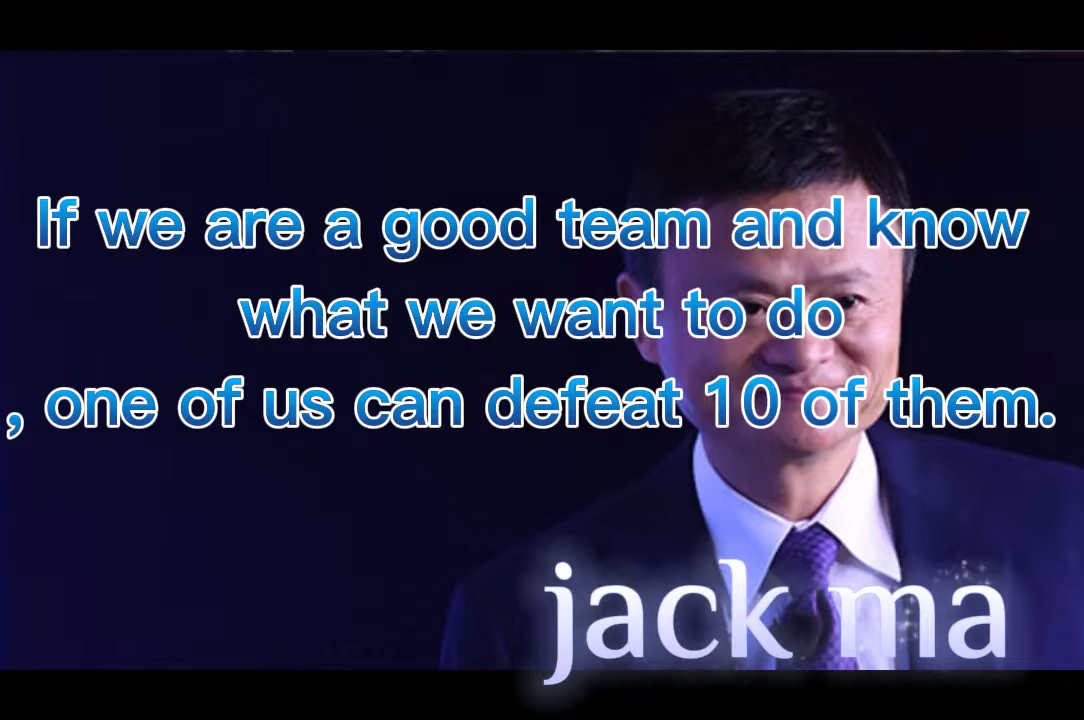 If we are a good team and know
what we want to do
, one of us can defeat 10 of them.
jack ma